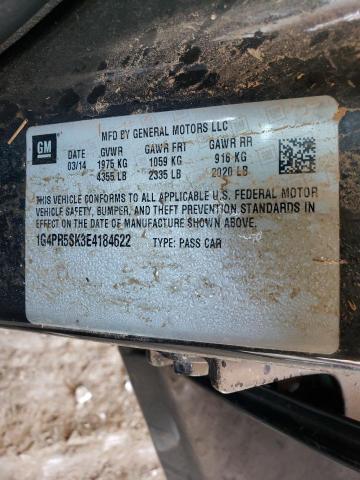 MFD BY GENERAL MOTORS LLC
GM DATE GVWR GAWR FRT GAWR RR
03/14 1975 KG 1059 KG 916 KG
4355 LB 2335 LB 2020 LB
THIS VEHICLE CONFORMS TO ALL APPLICABLE U.S. FEDERAL MOTOR
VEHICLE SAFETY, BUMPER, AND THEFT PREVENTION STANDARDS IN
EFFECT ON THE DATE OF MANUFACTURE SHOWN ABOVE.
1G4PR5SK3E4184622 TYPE: PASS CAR